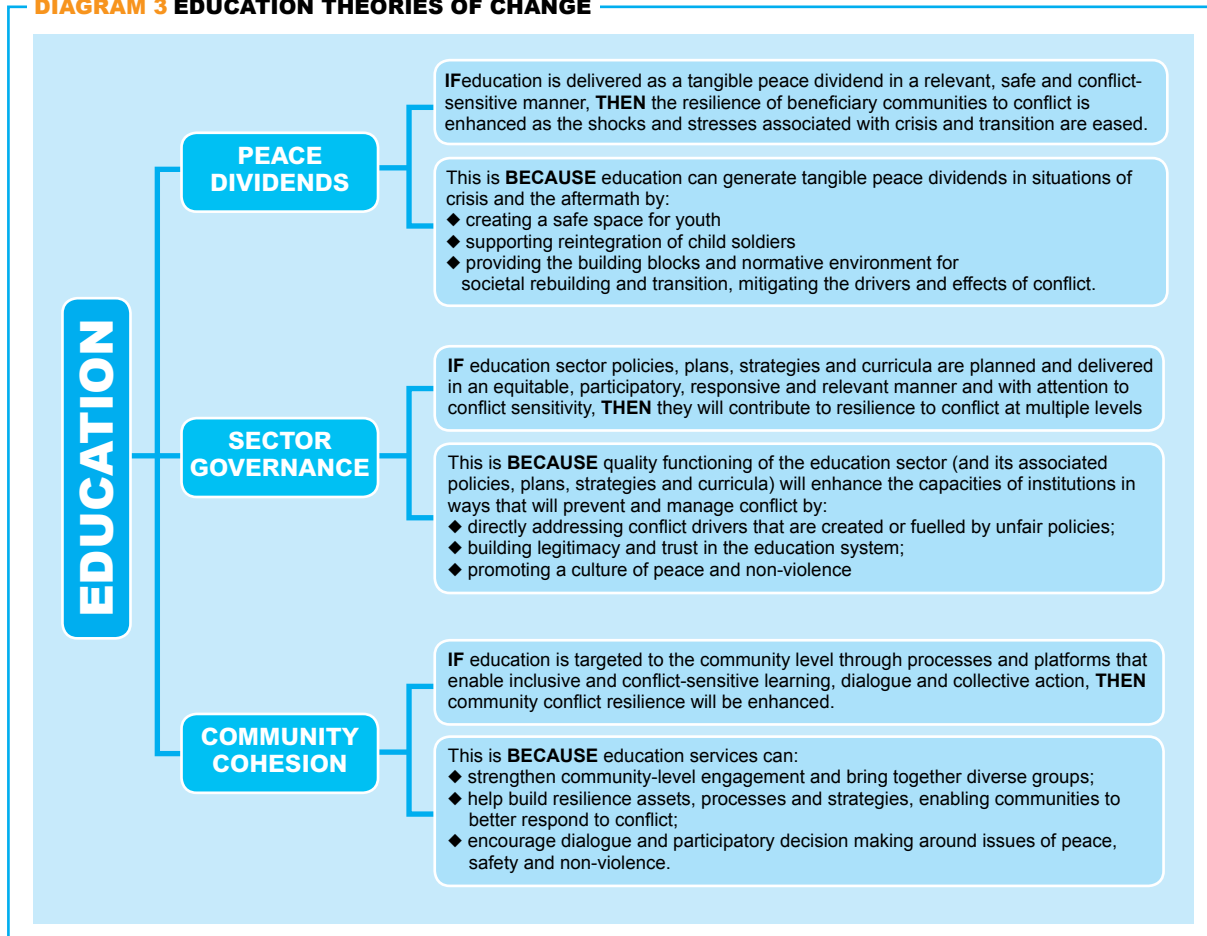 DIAGRAM 3 EDUCATION THEORIES OF CHANGE
EDUCATION
PEACE
DIVIDENDS
IFeducation is delivered as a tangible peace dividend in a relevant, safe and conflict-
sensitive manner, THEN the resilience of beneficiary communities to conflict is
enhanced as the shocks and stresses associated with crisis and transition are eased.
This is BECAUSE education can generate tangible peace dividends in situations of
crisis and the aftermath by:
◆ creating a safe space for youth
◆ supporting reintegration of child soldiers
◆ providing the building blocks and normative environment for
societal rebuilding and transition, mitigating the drivers and effects of conflict.
SECTOR
GOVERNANCE
IF education sector policies, plans, strategies and curricula are planned and delivered
in an equitable, participatory, responsive and relevant manner and with attention to
conflict sensitivity, THEN they will contribute to resilience to conflict at multiple levels
This is BECAUSE quality functioning of the education sector (and its associated
policies, plans, strategies and curricula) will enhance the capacities of institutions in
ways that will prevent and manage conflict by:
◆ directly addressing conflict drivers that are created or fuelled by unfair policies;
◆ building legitimacy and trust in the education system;
◆ promoting a culture of peace and non-violence
COMMUNITY
COHESION
IF education is targeted to the community level through processes and platforms that
enable inclusive and conflict-sensitive learning, dialogue and collective action, THEN
community conflict resilience will be enhanced.
This is BECAUSE education services can:
◆ strengthen community-level engagement and bring together diverse groups;
◆ help build resilience assets, processes and strategies, enabling communities to
better respond to conflict;
◆ encourage dialogue and participatory decision making around issues of peace,
safety and non-violence.